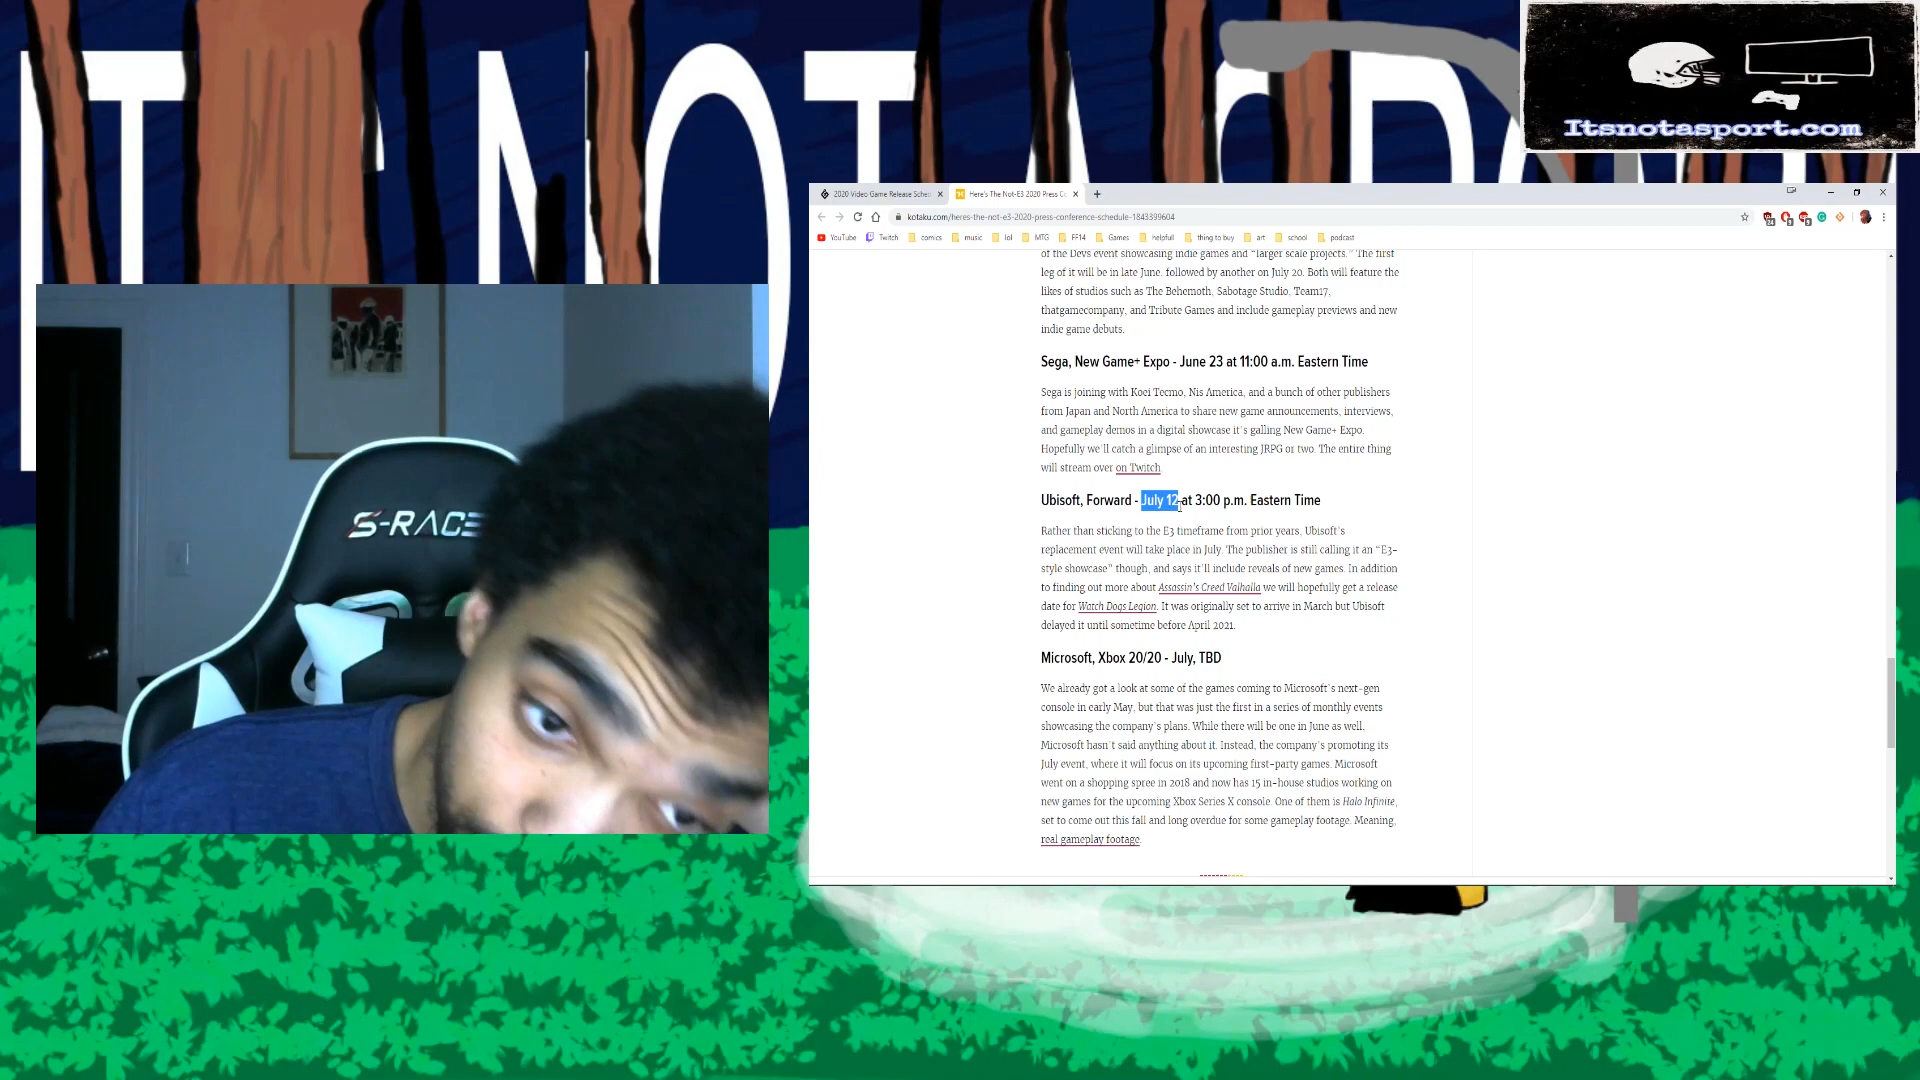 IT NOT A
Itsnotasport.com
2020 Video Game Release Sche
Here's The Not-E3 2020 Press C
kotaku.com/heres-the-not-e3-2020-press-conference-schedule-1843399604
YouTube Twitch comics music lol MTG FF14 Games helpfull thing to buy art school podcast
of the Devs event showcasing indie games and “larger scale projects.” The first
leg of it will be in late June, followed by another on July 20. Both will feature the
likes of studios such as The Behemoth, Sabotage Studio, Team17,
thatgamecompany, and Tribute Games and include gameplay previews and new
indie game debuts.
Sega, New Game+ Expo - June 23 at 11:00 a.m. Eastern Time
Sega is joining with Koei Tecmo, Nis America, and a bunch of other publishers
from Japan and North America to share new game announcements, interviews,
and gameplay demos in a digital showcase it's galling New Game+ Expo.
Hopefully we'll catch a glimpse of an interesting JRPG or two. The entire thing
will stream over on Twitch.
Ubisoft, Forward - July 12 at 3:00 p.m. Eastern Time
Rather than sticking to the E3 timeframe from prior years, Ubisoft's
replacement event will take place in July. The publisher is still calling it an “E3-
style showcase” though, and says it'll include reveals of new games. In addition
to finding out more about Assassin's Creed Valhalla we will hopefully get a release
date for Watch Dogs Legion. It was originally set to arrive in March but Ubisoft
delayed it until sometime before April 2021.
Microsoft, Xbox 20/20 - July, TBD
We already got a look at some of the games coming to Microsoft's next-gen
console in early May, but that was just the first in a series of monthly events
showcasing the company's plans. While there will be one in June as well,
Microsoft hasn't said anything about it. Instead, the company's promoting its
July event, where it will focus on its upcoming first-party games. Microsoft
went on a shopping spree in 2018 and now has 15 in-house studios working on
new games for the upcoming Xbox Series X console. One of them is Halo Infinite,
set to come out this fall and long overdue for some gameplay footage. Meaning,
real gameplay footage.
S-RACE